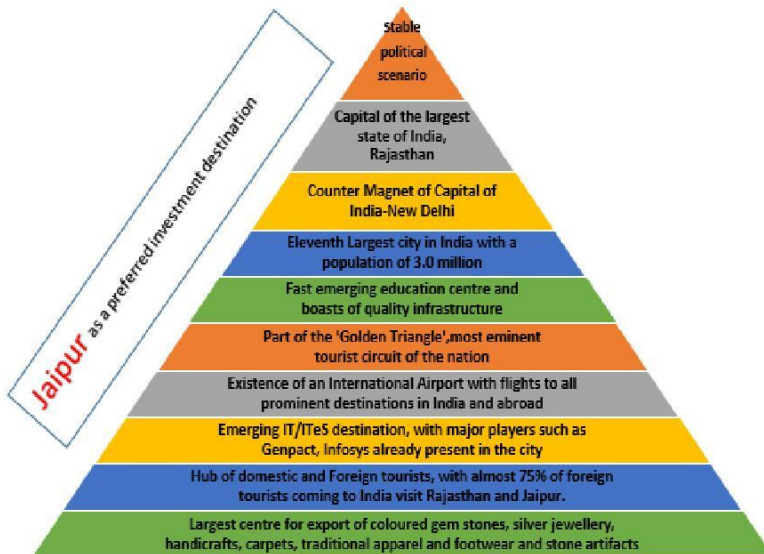 Jaipur as a preferred investment destination
Stable
political
scenario
Capital of the largest
state of India,
Rajasthan
Counter Magnet of Capital of
India-New Delhi
Eleventh Largest city in India with a
population of 3.0 million
Fast emerging education centre and
boasts of quality infrastructure
Part of the 'Golden Triangle',most eminent
tourist circuit of the nation
Existence of an International Airport with flights to all
prominent destinations in India and abroad
Emerging IT/ITeS destination, with major players such as
Genpact, Infosys already present in the city
Hub of domestic and Foreign tourists, with almost 75% of foreign
tourists coming to India visit Rajasthan and Jaipur.
Largest centre for export of coloured gem stones, silver jewellery,
handicrafts, carpets, traditional apparel and footwear and stone artifacts